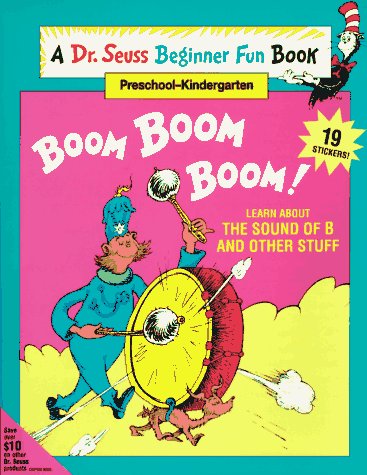 A Dr. Seuss Beginner Fun Book
Preschool–Kindergarten
BOOM BOOM
BOOM!
19
STICKERS!
LEARN ABOUT
THE SOUND OF B
AND OTHER STUFF
Save
over
$10
on other
Dr. Seuss
products